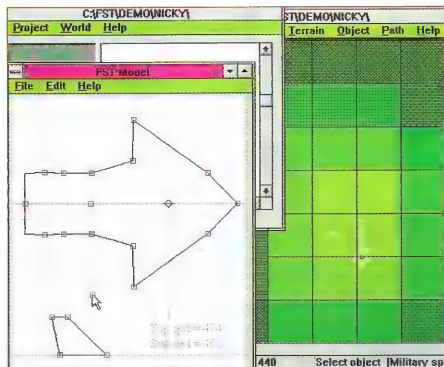 C:\FST\DEMO\NICKY\
Project World Help
FST Model
File Edit Help
ST\DEMO\NICKY\
Terrain Object Path Help
440 Select object [Military sp